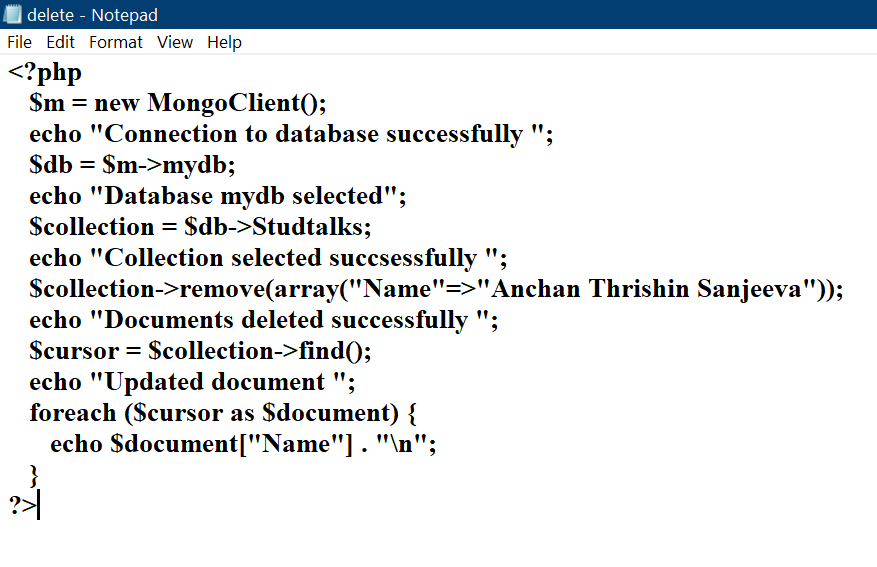 delete - Notepad
File Edit Format View Help
<?php
$m = new MongoClient();
echo "Connection to database successfully ";
$db = $m->mydb;
echo "Database mydb selected";
$collection = $db->Studtalks;
echo "Collection selected succsessfully ";
$collection->remove(array("Name"=>"Anchan Thrishin Sanjeeva"));
echo "Documents deleted successfully ";
$cursor = $collection->find();
echo "Updated document ";
foreach ($cursor as $document) {
echo $document["Name"] . "\n";
}
?>